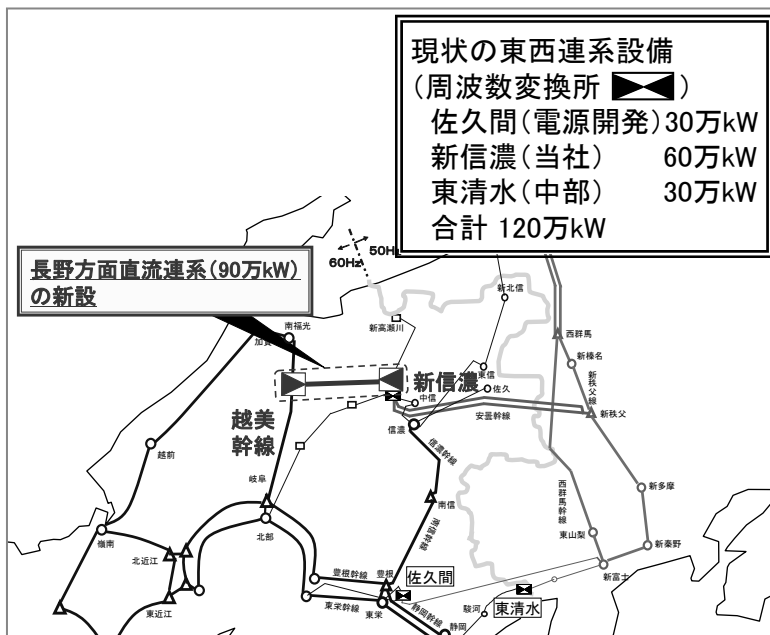 現状の東西連系設備
(周波数変換所 )
佐久間(電源開発)30万kW
新信濃(当社) 60万kW
東清水(中部) 30万kW
合計 120万kW
50Hz
60Hz
長野方面直流連系(90万kW)
の新設
新北信
南福光
加賀
新高瀬川
西群馬
新榛名
東信
新信濃
佐久
中信
新秩父線
新秩父
安曇幹線
越美
幹線
信濃
信濃幹線
越前
岐阜
南信
新多摩
西群馬幹線
南信幹線
北部
嶺南
東山梨
新秦野
北近江
新富士
豊根幹線
豊根
佐久間
東近江
東栄幹線
東栄
静岡幹線
駿河
東清水
静岡